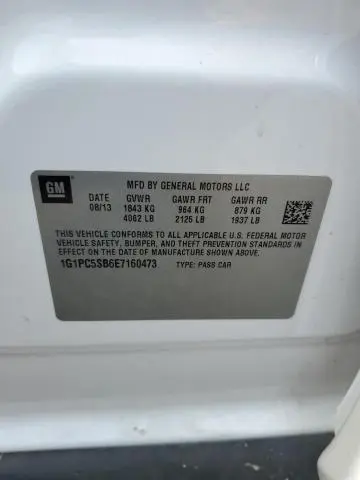 GM
MFD BY GENERAL MOTORS LLC
DATE GVWR GAWR FRT GAWR RR
08/13 1843 KG 964 KG 879 KG
4062 LB 2125 LB 1937 LB
THIS VEHICLE CONFORMS TO ALL APPLICABLE U.S. FEDERAL MOTOR
VEHICLE SAFETY, BUMPER, AND THEFT PREVENTION STANDARDS IN
EFFECT ON THE DATE OF MANUFACTURE SHOWN ABOVE.
1G1PC5SB6E7160473 TYPE: PASS CAR